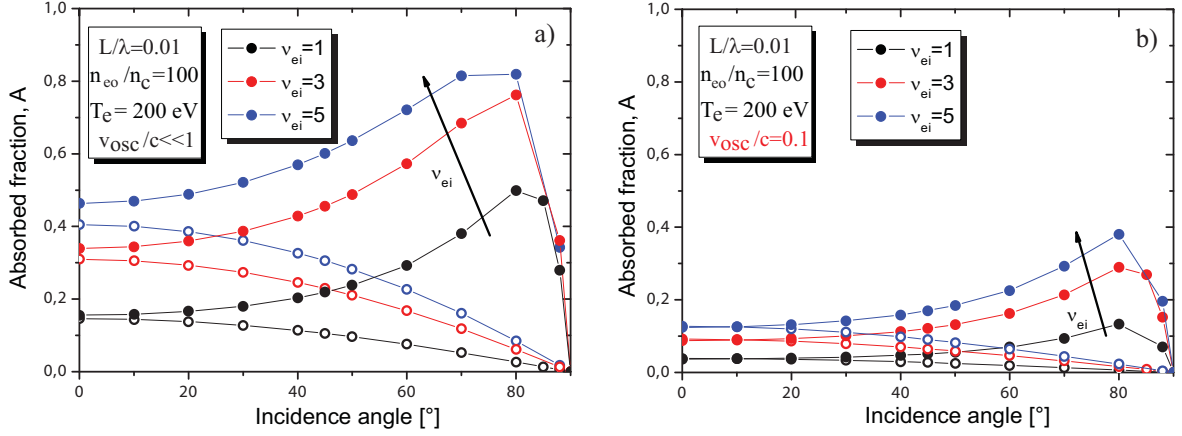 a)
L/λ=0.01
n_eo/n_c=100
T_e= 200 eV
v_osc/c<<1
ν_ei=1
ν_ei=3
ν_ei=5
ν_ei
Absorbed fraction, A
1,0
0,8
0,6
0,4
0,2
0,0
0 20 40 60 80
Incidence angle [°]
b)
L/λ=0.01
n_eo/n_c=100
T_e= 200 eV
v_osc/c=0.1
ν_ei=1
ν_ei=3
ν_ei=5
ν_ei
Absorbed fraction, A
1,0
0,8
0,6
0,4
0,2
0,0
0 20 40 60 80
Incidence angle [°]